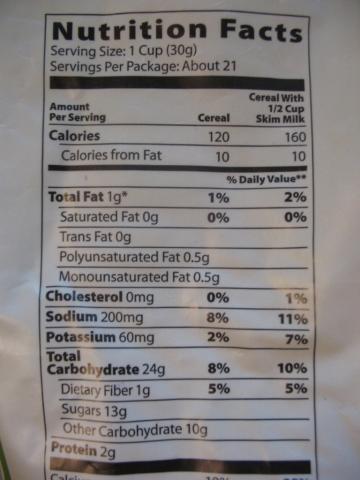 Nutrition Facts
Serving Size: 1 Cup (30g)
Servings Per Package: About 21
Amount Per Serving Cereal Cereal With 1/2 Cup Skim Milk
Calories 120 160
Calories from Fat 10 10
% Daily Value**
Total Fat 1g* 1% 2%
Saturated Fat 0g 0% 0%
Trans Fat 0g
Polyunsaturated Fat 0.5g
Monounsaturated Fat 0.5g
Cholesterol 0mg 0% 1%
Sodium 200mg 8% 11%
Potassium 60mg 2% 7%
Total
Carbohydrate 24g 8% 10%
Dietary Fiber 1g 5% 5%
Sugars 13g
Other Carbohydrate 10g
Protein 2g